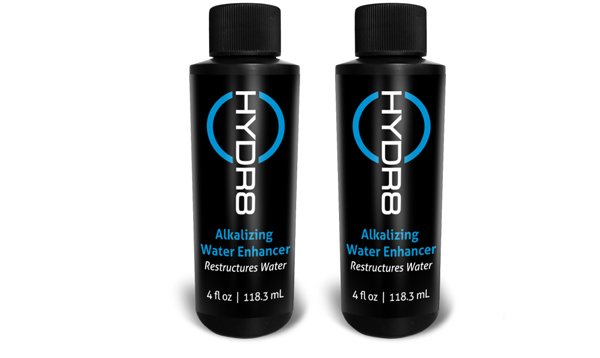 HYDR8
Alkalizing
Water Enhancer
Restructures Water
4 fl oz | 118.3 mL
HYDR8
Alkalizing
Water Enhancer
Restructures Water
4 fl oz | 118.3 mL